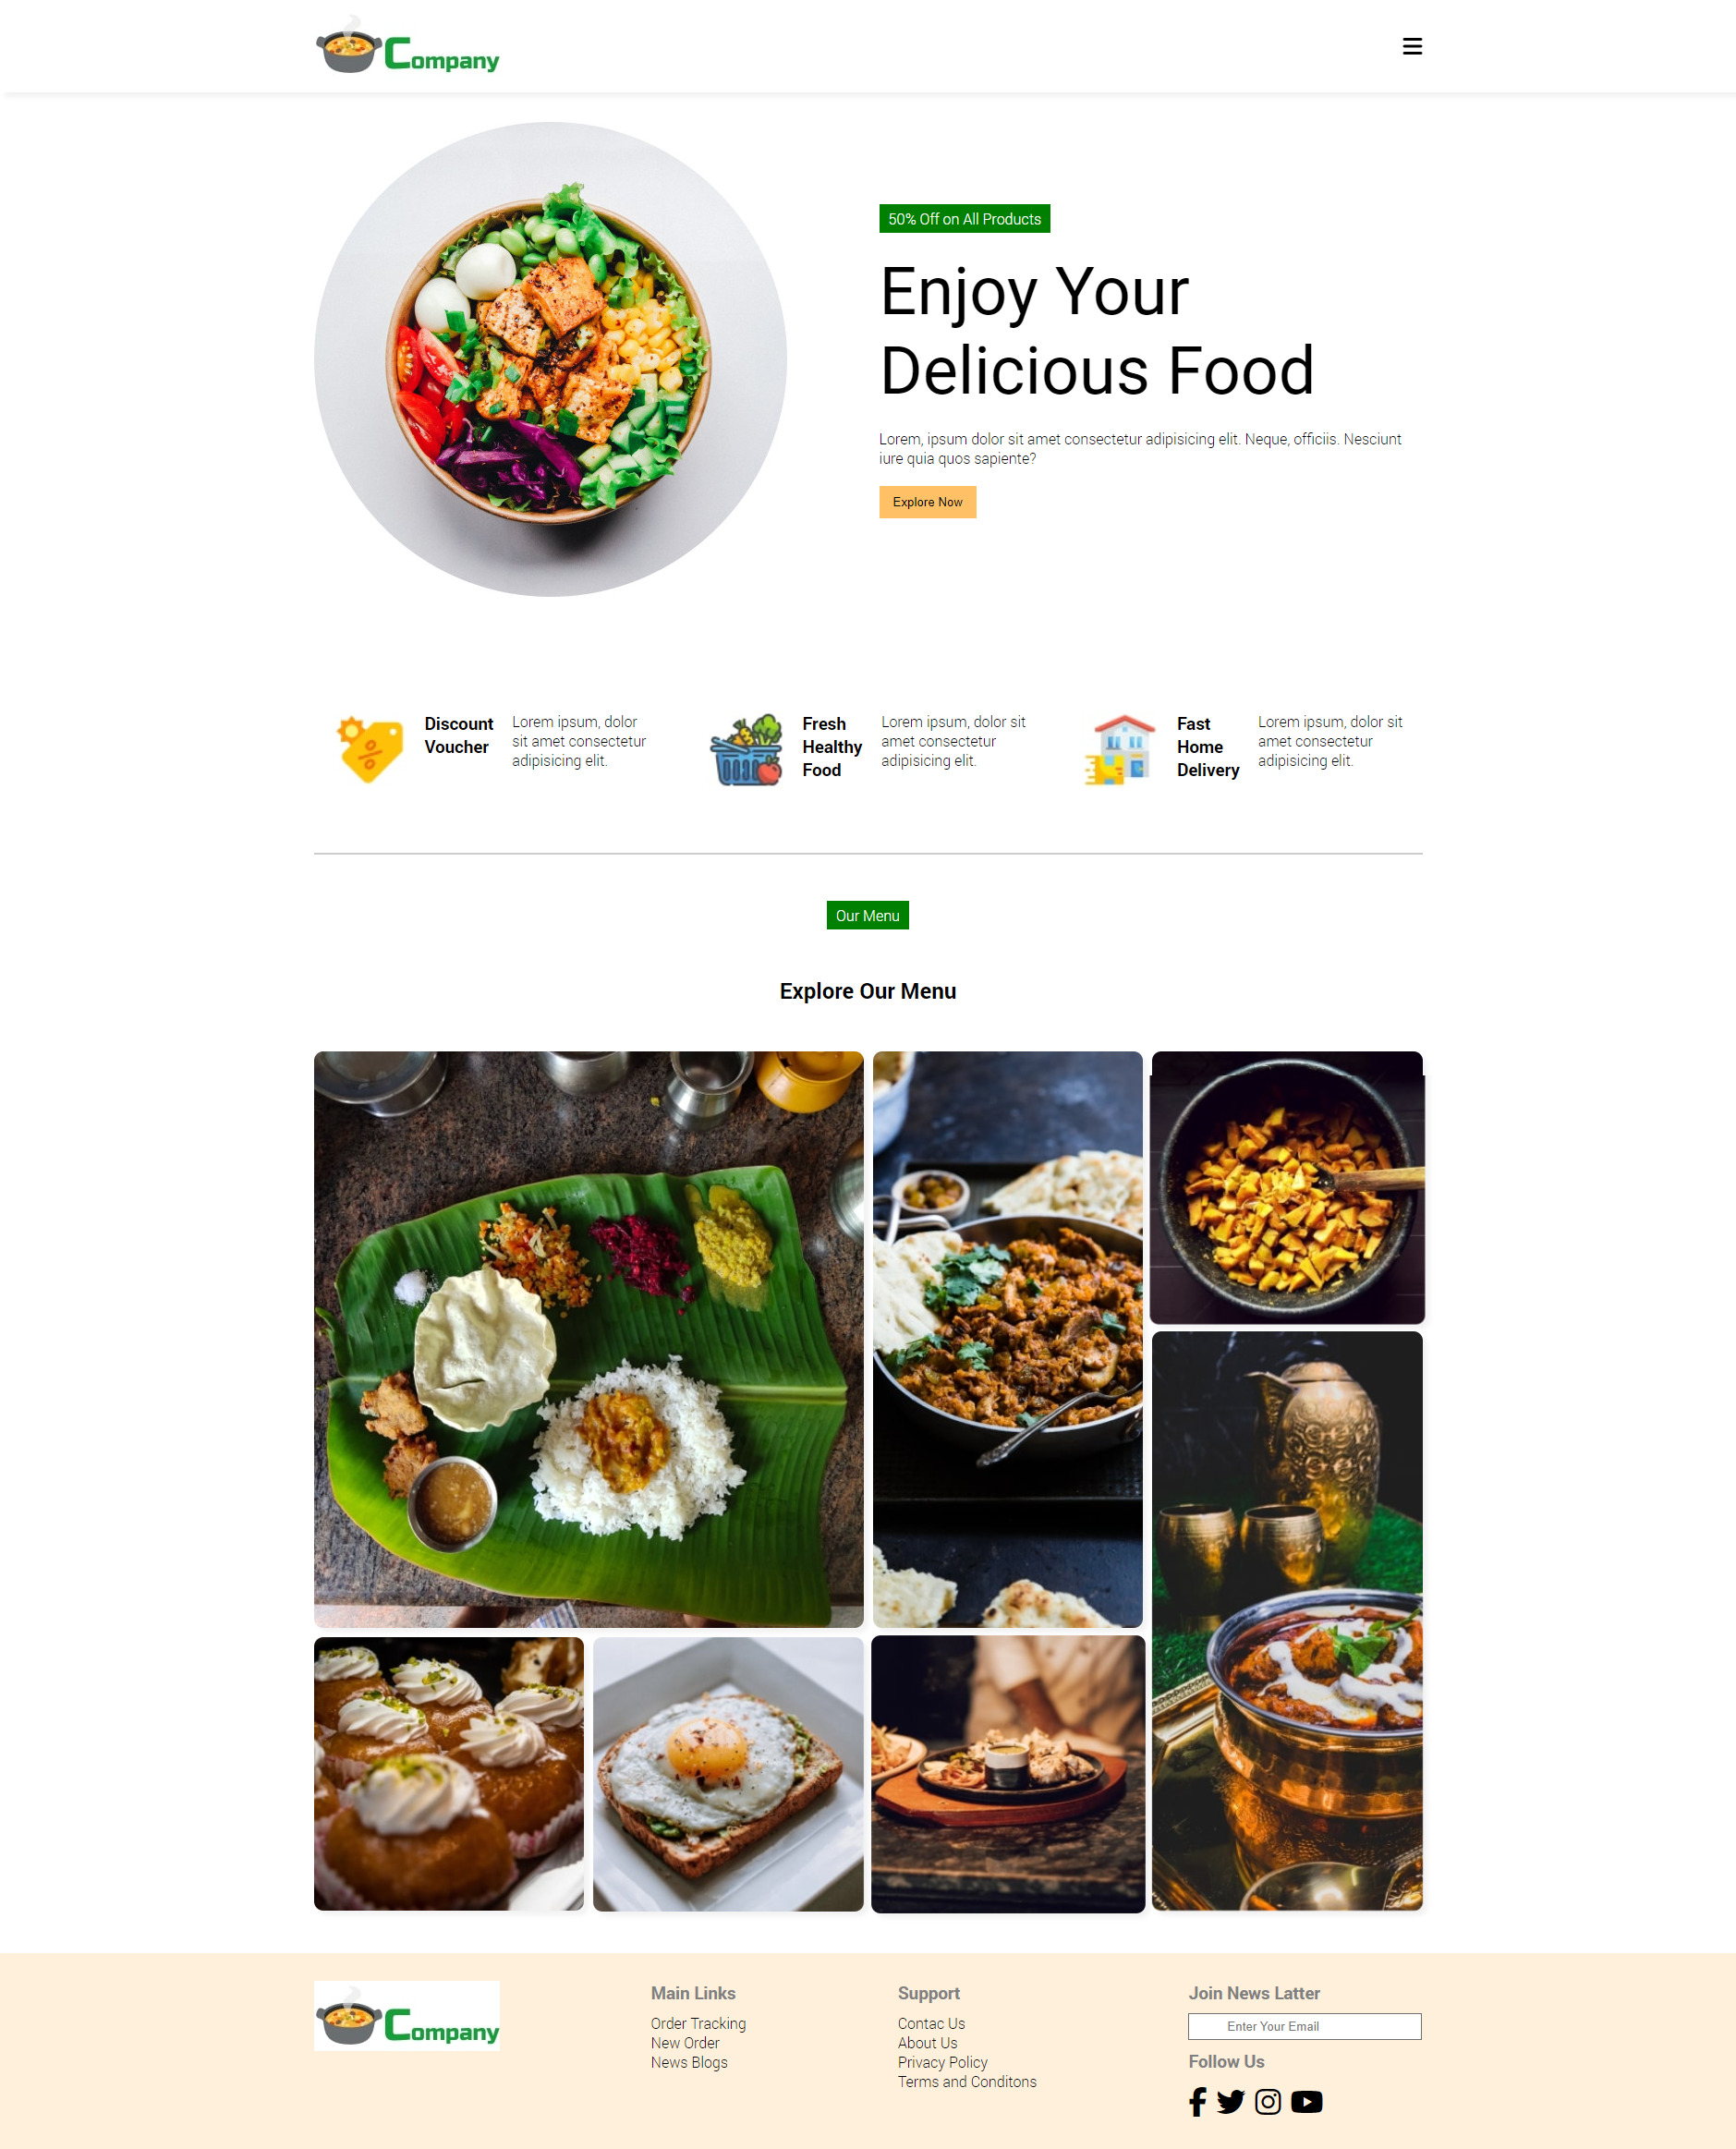 Company
50% Off on All Products
Enjoy Your
Delicious Food
Lorem, ipsum dolor sit amet consectetur adipisicing elit. Neque, officiis. Nesciunt
iure quia quos sapiente?
Explore Now
Discount
Voucher
Lorem ipsum, dolor
sit amet consectetur
adipisicing elit.
Fresh
Healthy
Food
Lorem ipsum, dolor sit
amet consectetur
adipisicing elit.
Fast
Home
Delivery
Lorem ipsum, dolor sit
amet consectetur
adipisicing elit.
Our Menu
Explore Our Menu
Company
Main Links
Order Tracking
New Order
News Blogs
Support
Contac Us
About Us
Privacy Policy
Terms and Conditons
Join News Latter
Enter Your Email
Follow Us